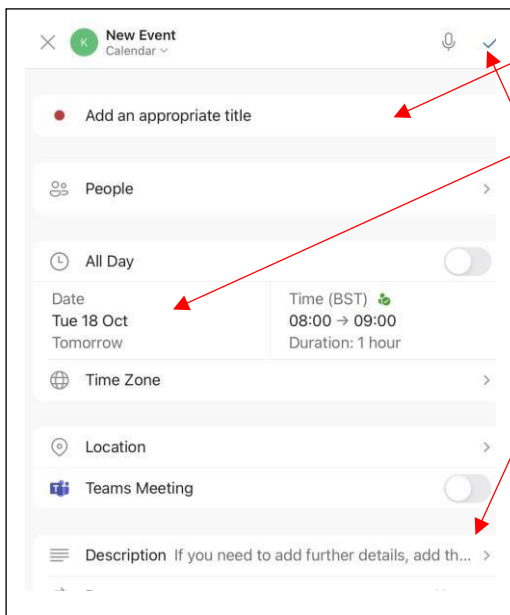 K
New Event
Calendar
Add an appropriate title
People
All Day
Date
Tue 18 Oct
Tomorrow
Time (BST)
08:00 → 09:00
Duration: 1 hour
Time Zone
Location
Teams Meeting
Description If you need to add further details, add th...